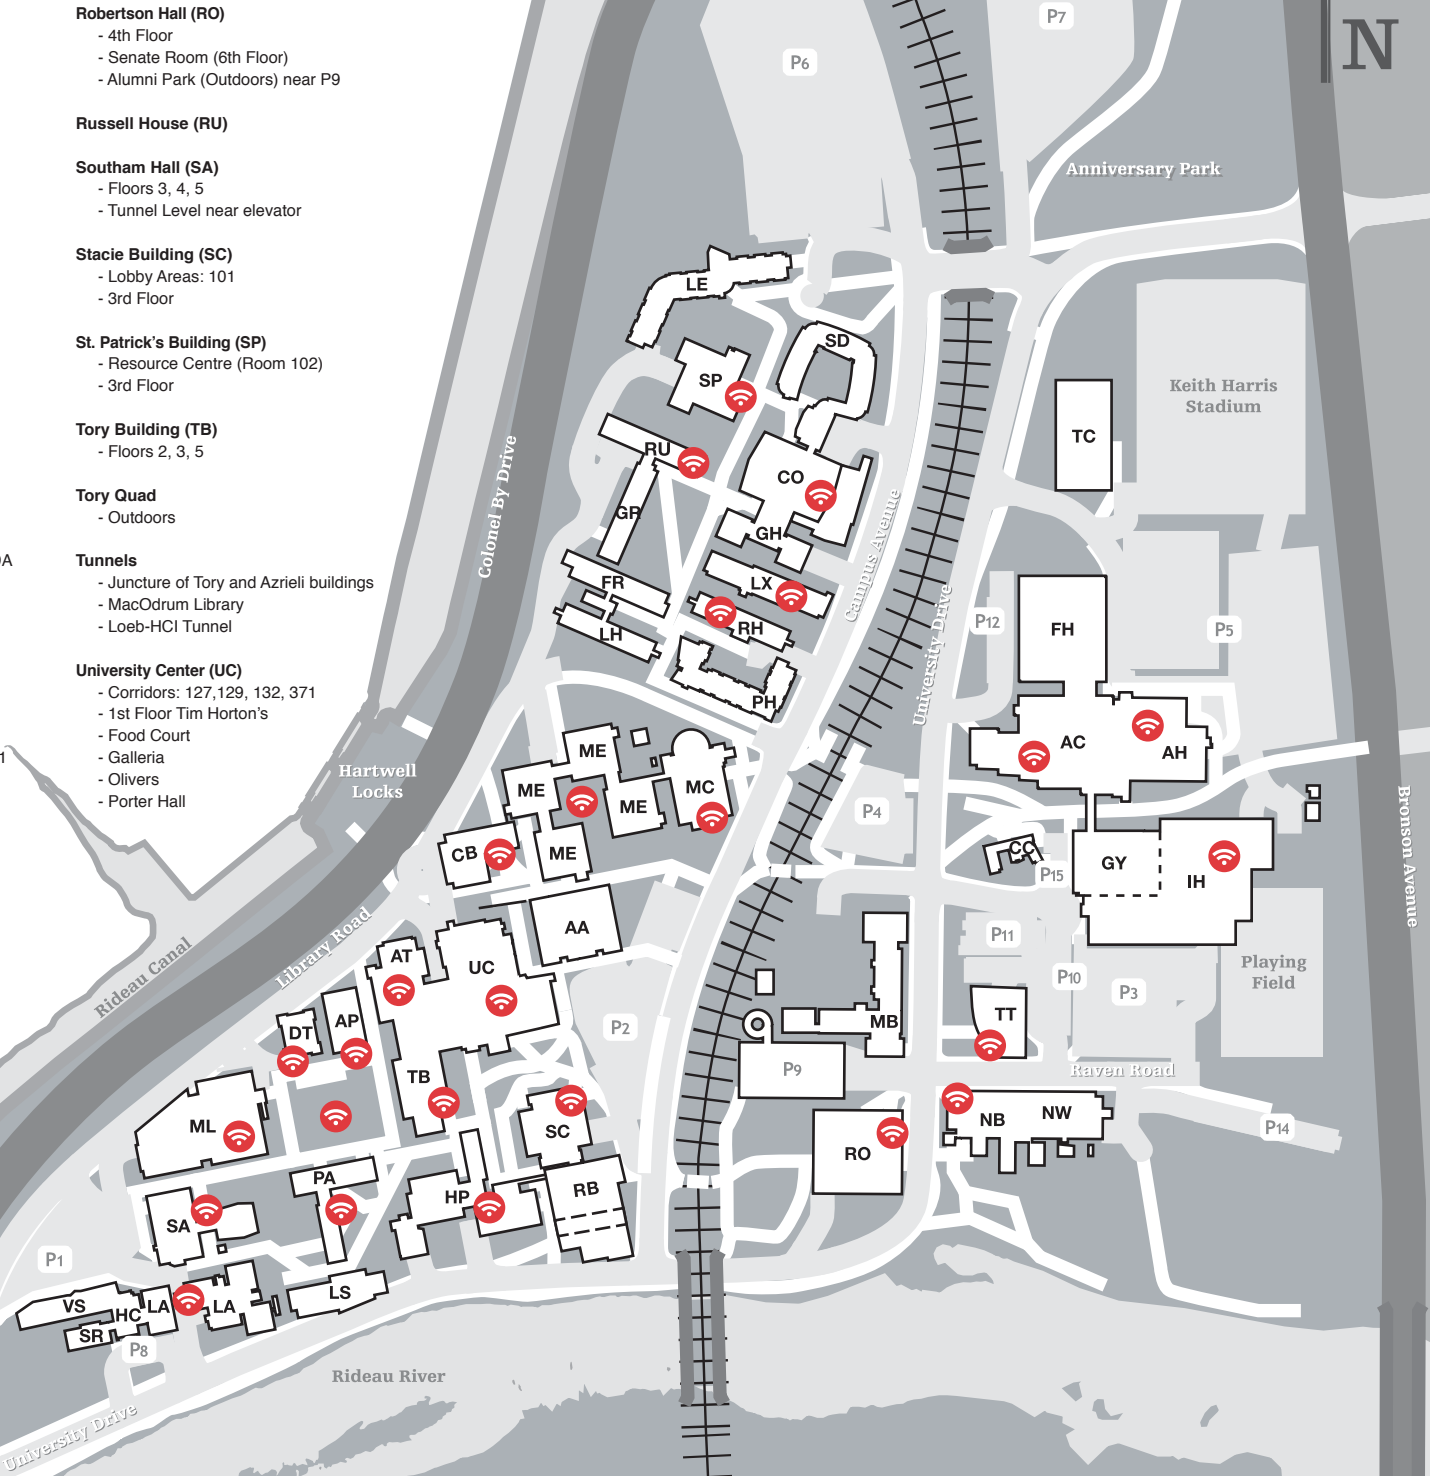 Robertson Hall (RO)
- 4th Floor
- Senate Room (6th Floor)
- Alumni Park (Outdoors) near P9
Russell House (RU)
Southam Hall (SA)
- Floors 3, 4, 5
- Tunnel Level near elevator
Stacie Building (SC)
- Lobby Areas: 101
- 3rd Floor
St. Patrick's Building (SP)
- Resource Centre (Room 102)
- 3rd Floor
Tory Building (TB)
- Floors 2, 3, 5
Tory Quad
- Outdoors
Tunnels
- Juncture of Tory and Azrieli buildings
- MacOdrum Library
- Loeb-HCI Tunnel
University Center (UC)
- Corridors: 127,129, 132, 371
- 1st Floor Tim Horton's
- Food Court
- Galleria
- Olivers
- Porter Hall
P7
N
P6
Anniversary Park
LE
SD
SP
Keith Harris
Stadium
TC
RU
CO
Colonel By Drive
GR
GH
Campus Avenue
FR
LX
LH
RH
PH
University Drive
P12
FH
P5
AC
AH
ME
ME
ME
ME
MC
Hartwell
Locks
P4
Bronson Avenue
CB
CC
P15
GY
IH
AA
Library Road
Rideau Canal
AT
UC
P11
P10
P3
Playing
Field
DT
AP
P2
MB
TT
P9
Raven Road
TB
ML
SC
NB
NW
P14
RO
PA
HP
RB
SA
P1
VS
HC
LA
LA
LS
SR
P8
Rideau River
University Drive